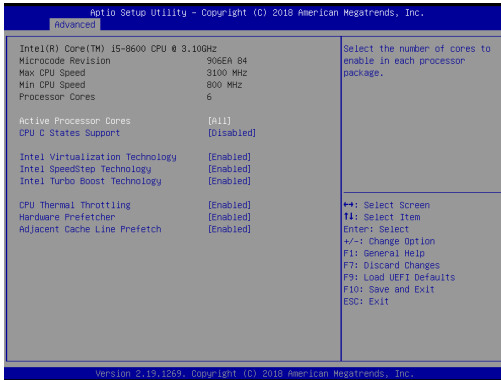 Aptio Setup Utility - Copyright (C) 2018 American Megatrends, Inc.
Advanced
Intel(R) Core(TM) i5-8600 CPU @ 3.10GHz
Microcode Revision 906EA 84
Max CPU Speed 3100 MHz
Min CPU Speed 800 MHz
Processor Cores 6
Active Processor Cores [All]
CPU C States Support [Disabled]
Intel Virtualization Technology [Enabled]
Intel SpeedStep Technology [Enabled]
Intel Turbo Boost Technology [Enabled]
CPU Thermal Throttling [Enabled]
Hardware Prefetcher [Enabled]
Adjacent Cache Line Prefetch [Enabled]
Select the number of cores to
enable in each processor
package.
↔: Select Screen
↑↓: Select Item
Enter: Select
+/-: Change Option
F1: General Help
F7: Discard Changes
F9: Load UEFI Defaults
F10: Save and Exit
ESC: Exit
Version 2.19.1269. Copyright (C) 2018 American Megatrends, Inc.